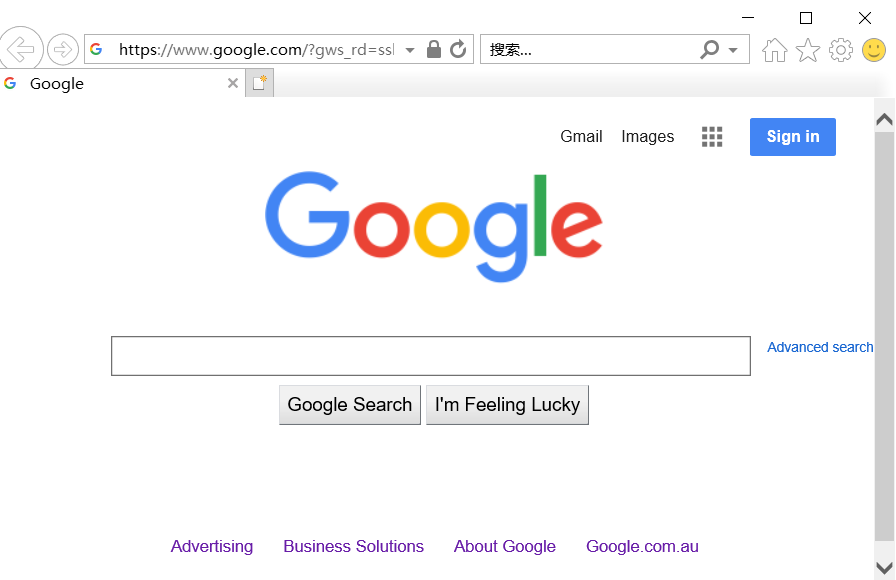 https://www.google.com/?gws_rd=ssl
搜索...
Google
Gmail Images Sign in
Google
Advanced search
Google Search I'm Feeling Lucky
Advertising Business Solutions About Google Google.com.au